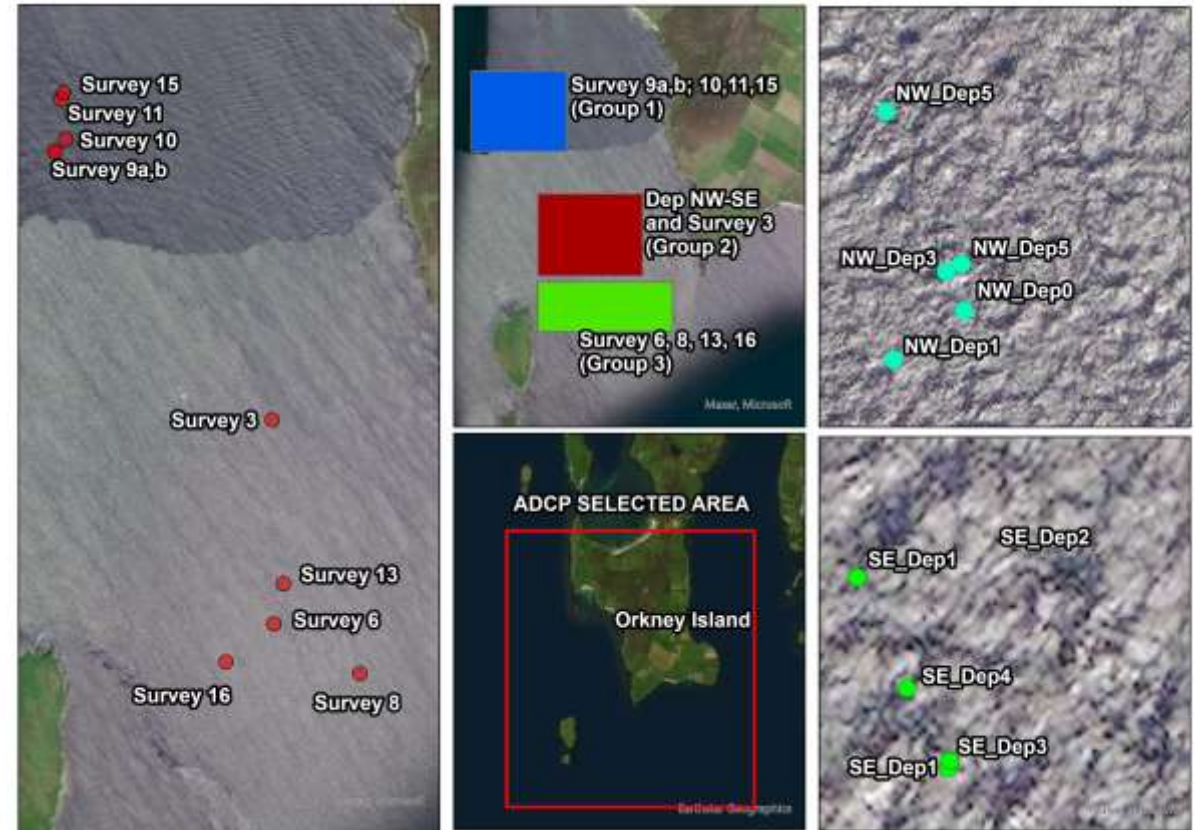 Survey 15
Survey 11
Survey 10
Survey 9a,b
Survey 3
Survey 13
Survey 6
Survey 16
Survey 8
Survey 9a,b; 10,11,15
(Group 1)
Dep NW-SE
and Survey 3
(Group 2)
Survey 6, 8, 13, 16
(Group 3)
Maxar, Microsoft
ADCP SELECTED AREA
Orkney Island
Earthstar Geographics
NW_Dep5
NW_Dep3
NW_Dep5
NW_Dep0
NW_Dep1
SE_Dep2
SE_Dep1
SE_Dep4
SE_Dep3
SE_Dep1